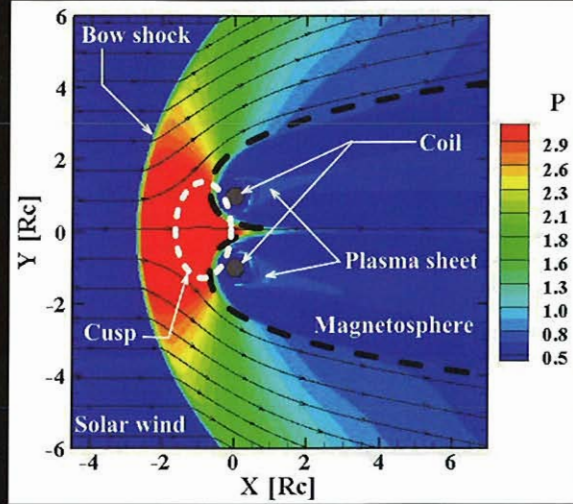 6
4
2
0
-2
-4
-6
Y [Rc]
-4
-2
0
2
4
6
X [Rc]
Bow shock
Coil
Plasma sheet
Cusp
Magnetosphere
Solar wind
P
2.9
2.6
2.4
2.1
1.8
1.6
1.3
1.0
0.8
0.5